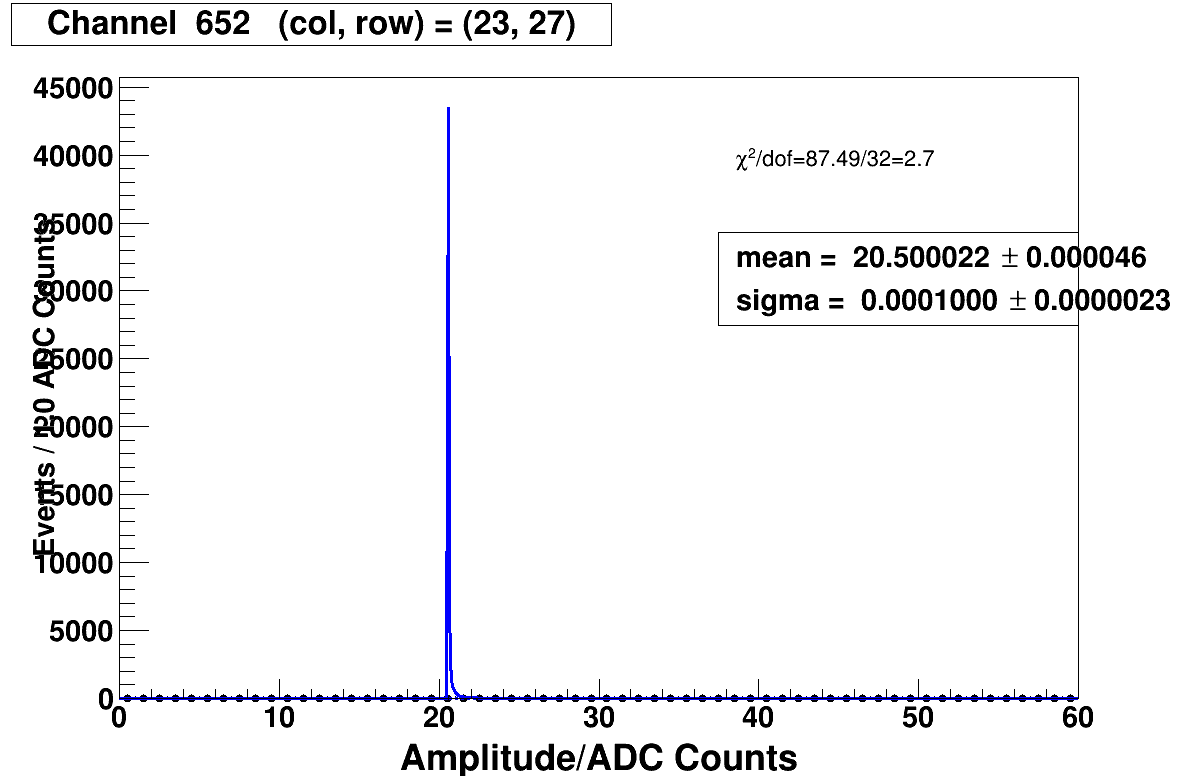 Channel 652 (col, row) = (23, 27)
45000
40000
35000
30000
25000
20000
15000
10000
5000
0
Events / 1.0 ADC Counts
χ²/dof=87.49/32=2.7
mean = 20.500022 ± 0.000046
sigma = 0.0001000 ± 0.0000023
0 10 20 30 40 50 60
Amplitude/ADC Counts